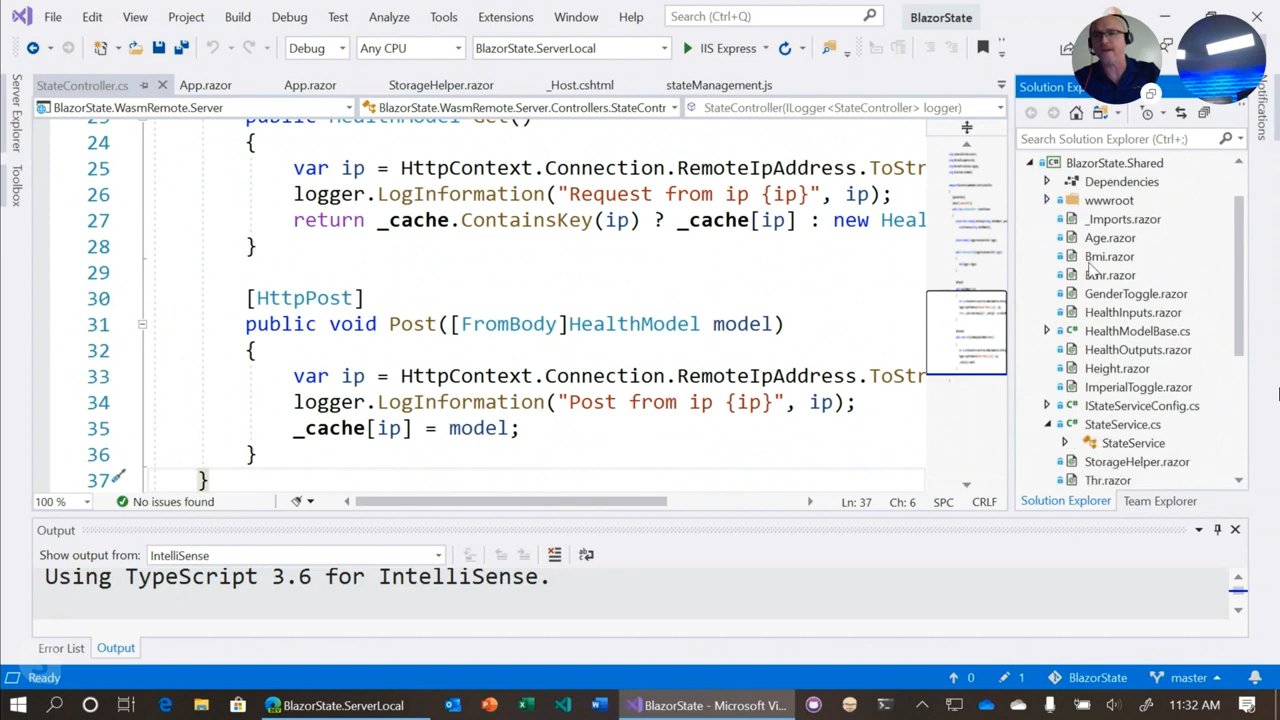 File Edit View Project Build Debug Test Analyze Tools Extensions Window Help Search (Ctrl+Q) BlazorState
Debug Any CPU BlazorState.ServerLocal IIS Express
StateController.cs App.razor App.razor StorageHelper.razor _Host.cshtml stateManagement.js
BlazorState.WasmRemote.Server BlazorState.WasmRemote.Server.Controllers.StateContr StateController(ILogger<StateController> logger)
public HealthModel Get()
24 {
25 var ip = HttpContext.Connection.RemoteIpAddress.ToStr
26 logger.LogInformation("Request from ip {ip}", ip);
27 return _cache.ContainsKey(ip) ? _cache[ip] : new Heal
28 }
29
30 [HttpPost]
31 public void Post([FromBody]HealthModel model)
32 {
33 var ip = HttpContext.Connection.RemoteIpAddress.ToStr
34 logger.LogInformation("Post from ip {ip}", ip);
35 _cache[ip] = model;
36 }
37 }
100 % No issues found Ln: 37 Ch: 6 SPC CRLF
Server Explorer
Toolbox
Solution Explorer
Notifications
Search Solution Explorer (Ctrl+;)
BlazorState.Shared
Dependencies
wwwroot
_Imports.razor
Age.razor
Bmi.razor
GenderToggle.razor
HealthInputs.razor
HealthModelBase.cs
HealthOutputs.razor
Height.razor
ImperialToggle.razor
IStateServiceConfig.cs
StateService.cs
StateService
StorageHelper.razor
Thr.razor
Solution Explorer Team Explorer
Output
Show output from: IntelliSense
Using TypeScript 3.6 for IntelliSense.
Error List Output
Ready 0 1 BlazorState master
BlazorState.ServerLocal BlazorState - Microsoft Vi... 11:32 AM